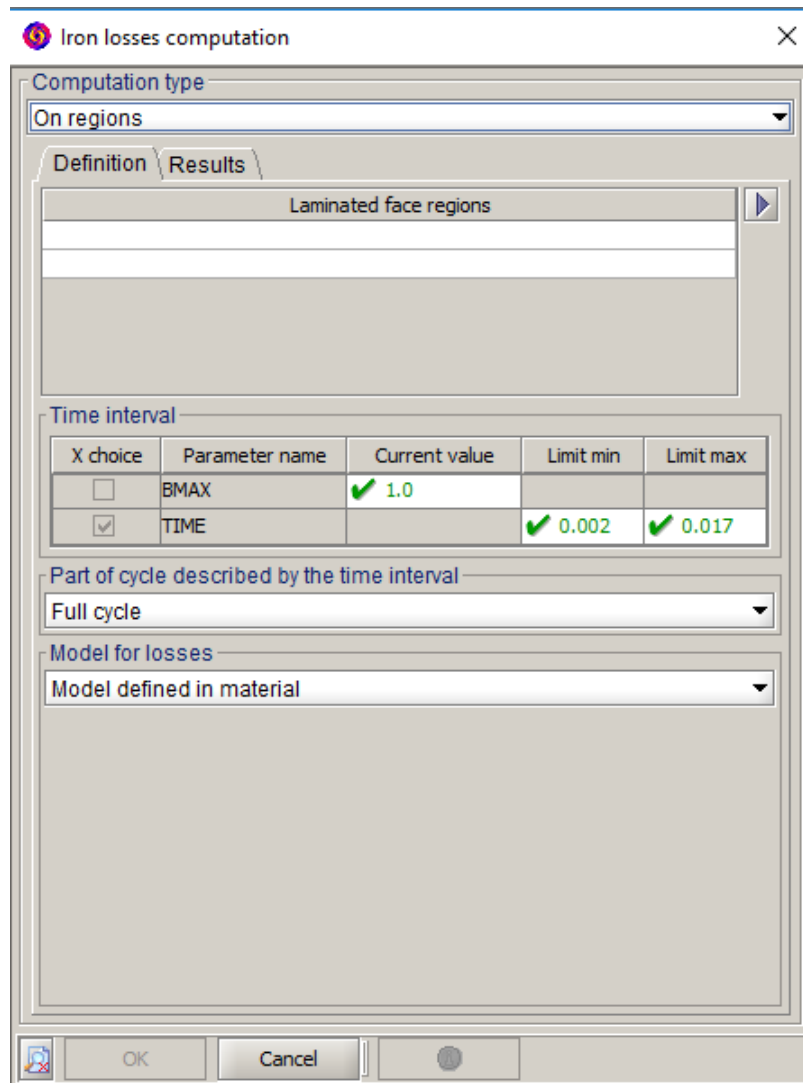 Iron losses computation
Computation type
On regions
Definition Results
Laminated face regions
Time interval
X choice Parameter name Current value Limit min Limit max
BMAX 1.0
TIME 0.002 0.017
Part of cycle described by the time interval
Full cycle
Model for losses
Model defined in material
OK Cancel